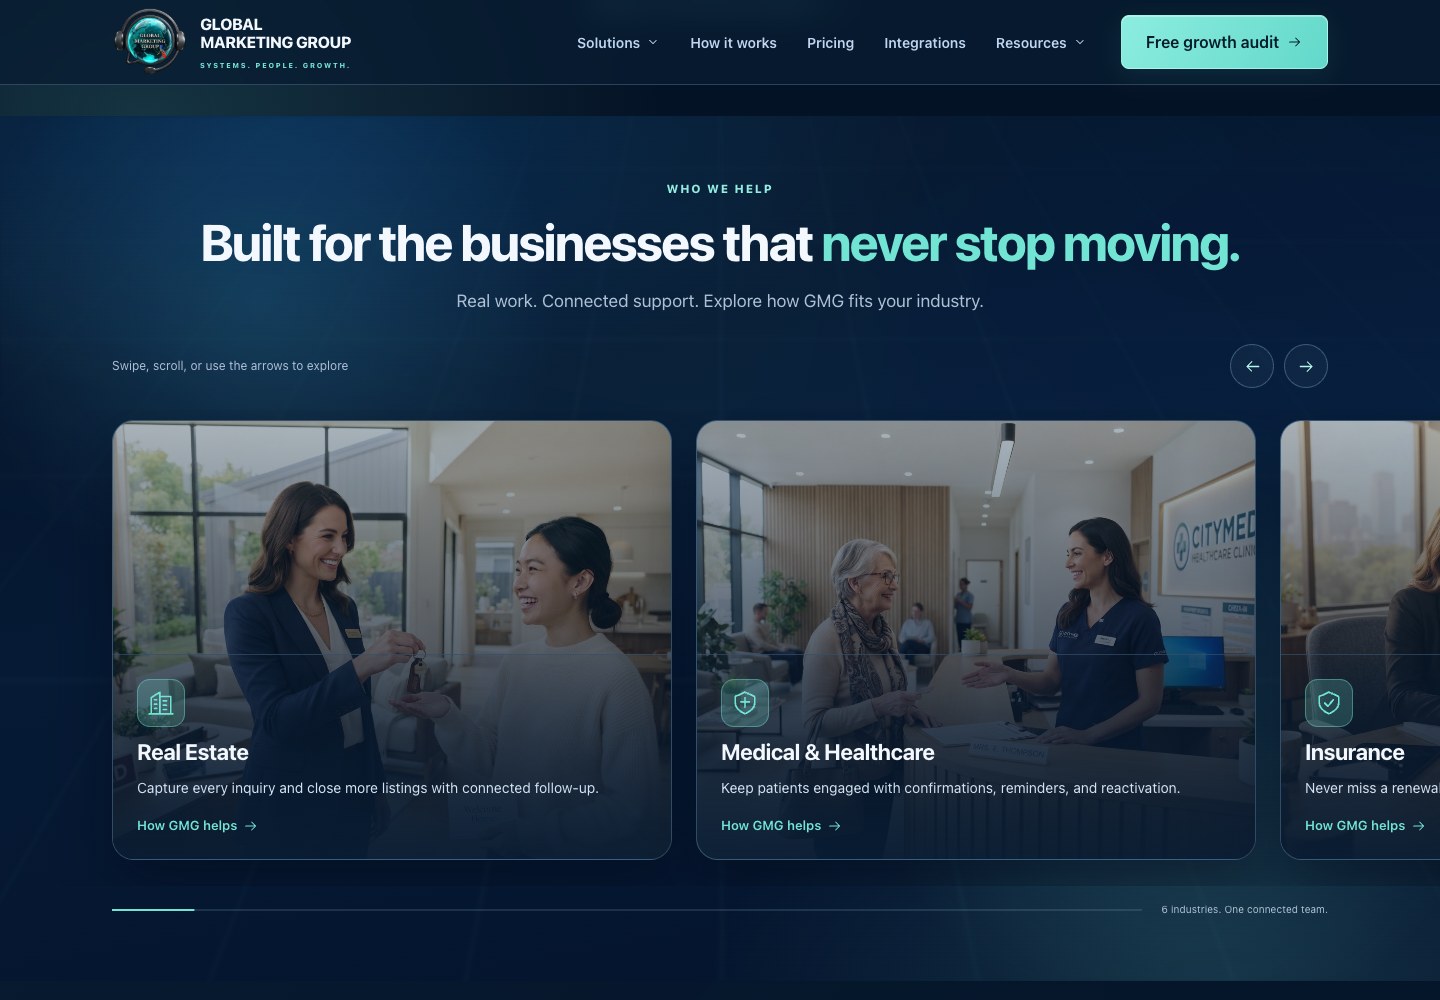 GLOBAL
MARKETING GROUP
SYSTEMS. PEOPLE. GROWTH.
Solutions
How it works
Pricing
Integrations
Resources
Free growth audit →
WHO WE HELP
Built for the businesses that never stop moving.
Real work. Connected support. Explore how GMG fits your industry.
Swipe, scroll, or use the arrows to explore
← →
CITYMED
HEALTHCARE CLINIC
Real Estate
Capture every inquiry and close more listings with connected follow-up.
How GMG helps →
Medical & Healthcare
Keep patients engaged with confirmations, reminders, and reactivation.
How GMG helps →
Insurance
Never miss a renewal
How GMG helps →
6 industries. One connected team.